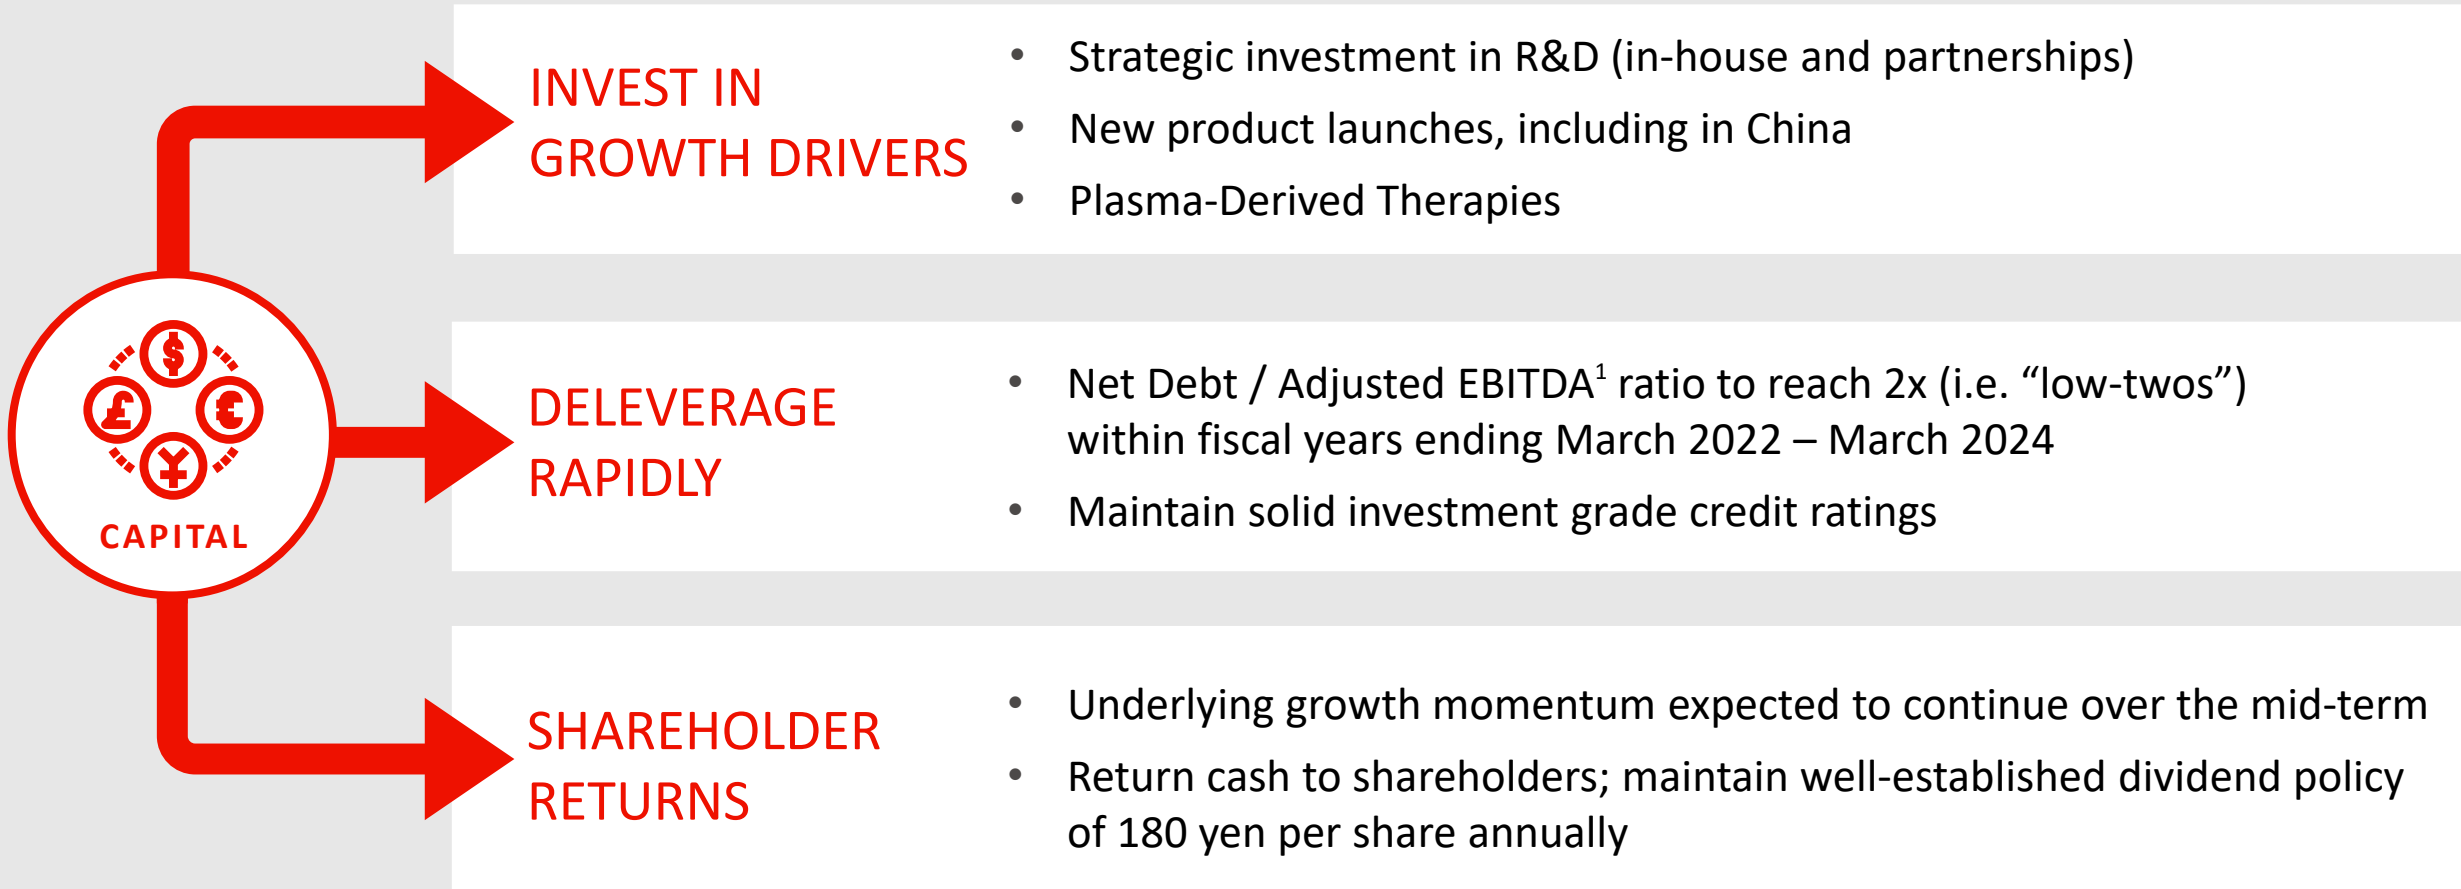 INVEST IN
GROWTH DRIVERS
• Strategic investment in R&D (in-house and partnerships)
• New product launches, including in China
• Plasma-Derived Therapies
$
£
€
¥
CAPITAL
DELEVERAGE
RAPIDLY
• Net Debt / Adjusted EBITDA¹ ratio to reach 2x (i.e. “low-twos”)
within fiscal years ending March 2022 – March 2024
• Maintain solid investment grade credit ratings
SHAREHOLDER
RETURNS
• Underlying growth momentum expected to continue over the mid-term
• Return cash to shareholders; maintain well-established dividend policy
of 180 yen per share annually